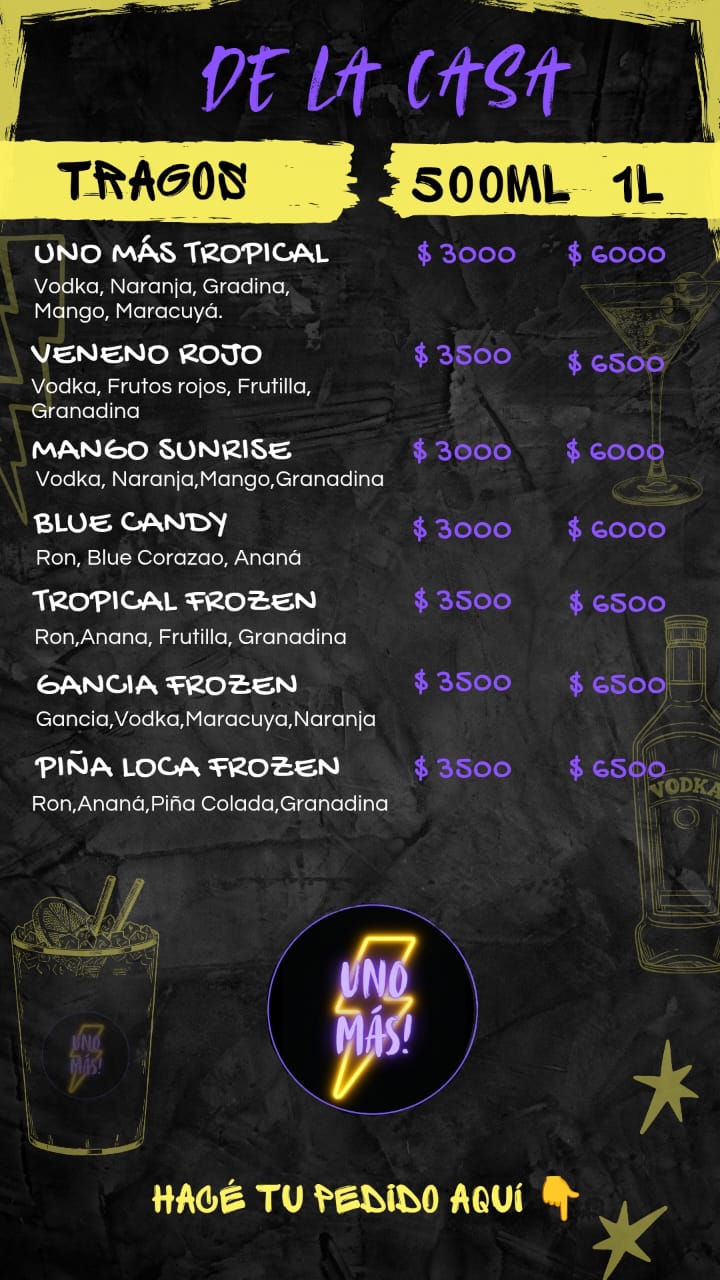 DE LA CASA
TRAGOS 500ML 1L
UNO MÁS TROPICAL $ 3000 $ 6000
Vodka, Naranja, Gradina,
Mango, Maracuyá.
VENENO ROJO $ 3500 $ 6500
Vodka, Frutos rojos, Frutilla,
Granadina
MANGO SUNRISE $ 3000 $ 6000
Vodka, Naranja,Mango,Granadina
BLUE CANDY $ 3000 $ 6000
Ron, Blue Corazao, Ananá
TROPICAL FROZEN $ 3500 $ 6500
Ron,Anana, Frutilla, Granadina
GANCIA FROZEN $ 3500 $ 6500
Gancia,Vodka,Maracuya,Naranja
PIÑA LOCA FROZEN $ 3500 $ 6500
VODKA
Ron,Ananá,Piña Colada,Granadina
UNO
MÁS!
UNO
MÁS!
HACÉ TU PEDIDO AQUÍ 👇